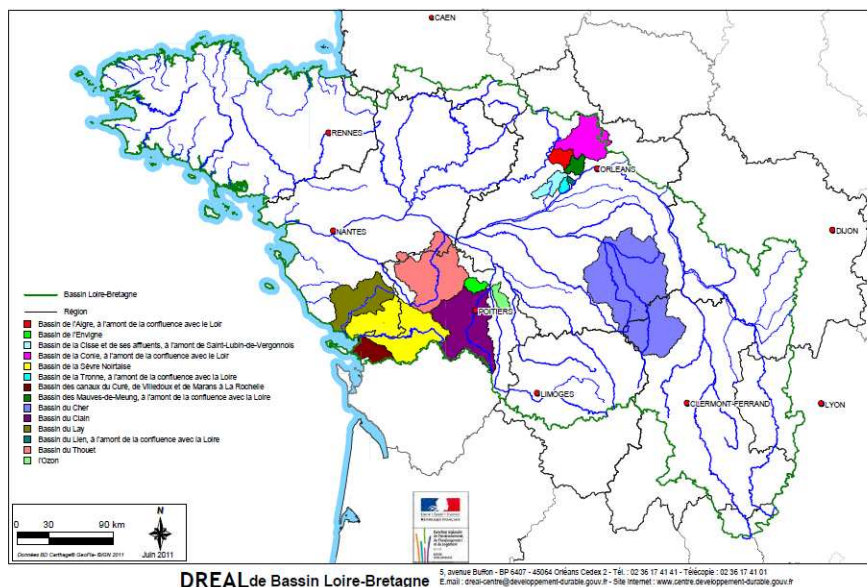 CAEN
RENNES
ORLEANS
NANTES
DIJON
POITIERS
LIMOGES
CLERMONT-FERRAND
LYON
Bassin Loire-Bretagne
Région
Bassin de l'Aigre, à l'amont de la confluence avec le Loir
Bassin de l'Envigne
Bassin de la Cisse et de ses affluents, à l'amont de Saint-Lubin-de-Vergonnois
Bassin de la Conie, à l'amont de la confluence avec le Loir
Bassin de la Sèvre Niortaise
Bassin de la Tronne, à l'amont de la confluence avec la Loire
Bassin des canaux du Curé, de Villedoux et de Marans à La Rochelle
Bassin des Mauves-de-Meung, à l'amont de la confluence avec la Loire
Bassin du Cher
Bassin du Clain
Bassin du Lay
Bassin du Lien, à l'amont de la confluence avec la Loire
Bassin du Thouet
l'Ozon
N
0 30 90 km
Données BD Carthage® GeoFla-®IGN 2011
Juin 2011
DREAL de Bassin Loire-Bretagne
5, avenue Buffon - BP 6407 - 45064 Orléans Cedex 2 - Tél. : 02 36 17 41 41 - Télécopie : 02 36 17 41 01
E.mail : dreal-centre@developpement-durable.gouv.fr - Site Internet : www.centre.developpement-durable.gouv.fr